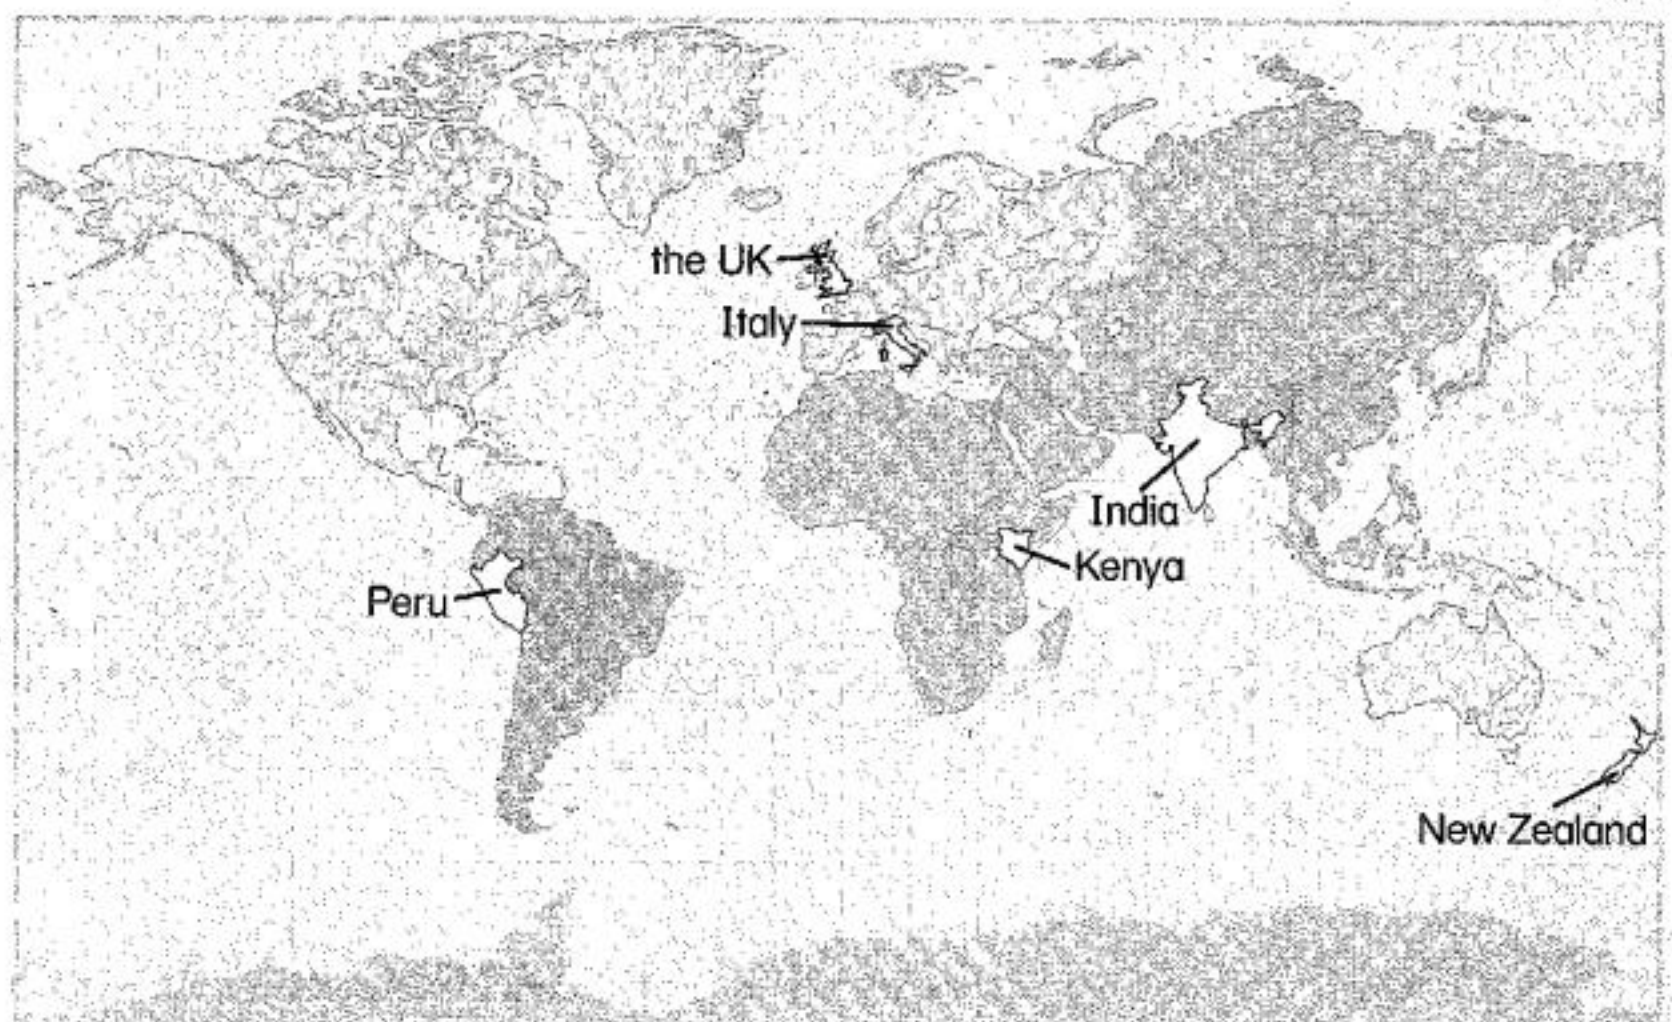 the UK
Italy
India
Kenya
Peru
New Zealand